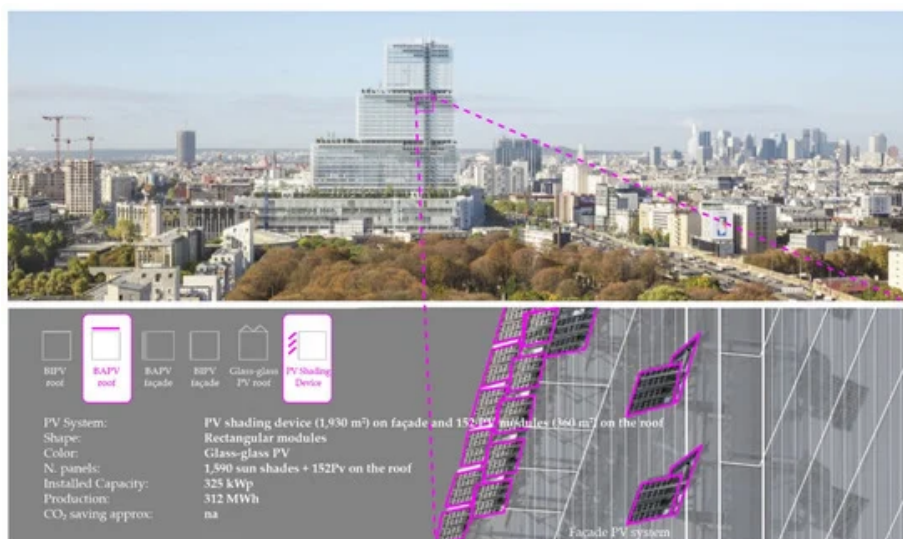 BIPV roof
BAPV roof
BAPV façade
BIPV façade
Glass-glass PV roof
PV Shading Device
PV System: PV shading device (1,930 m²) on façade and 152 PV modules (360 m²) on the roof
Shape: Rectangular modules
Color: Glass-glass PV
N. panels: 1,590 sun shades + 152Pv on the roof
Installed Capacity: 325 kWp
Production: 312 MWh
CO₂ saving approx: na
Façade PV system